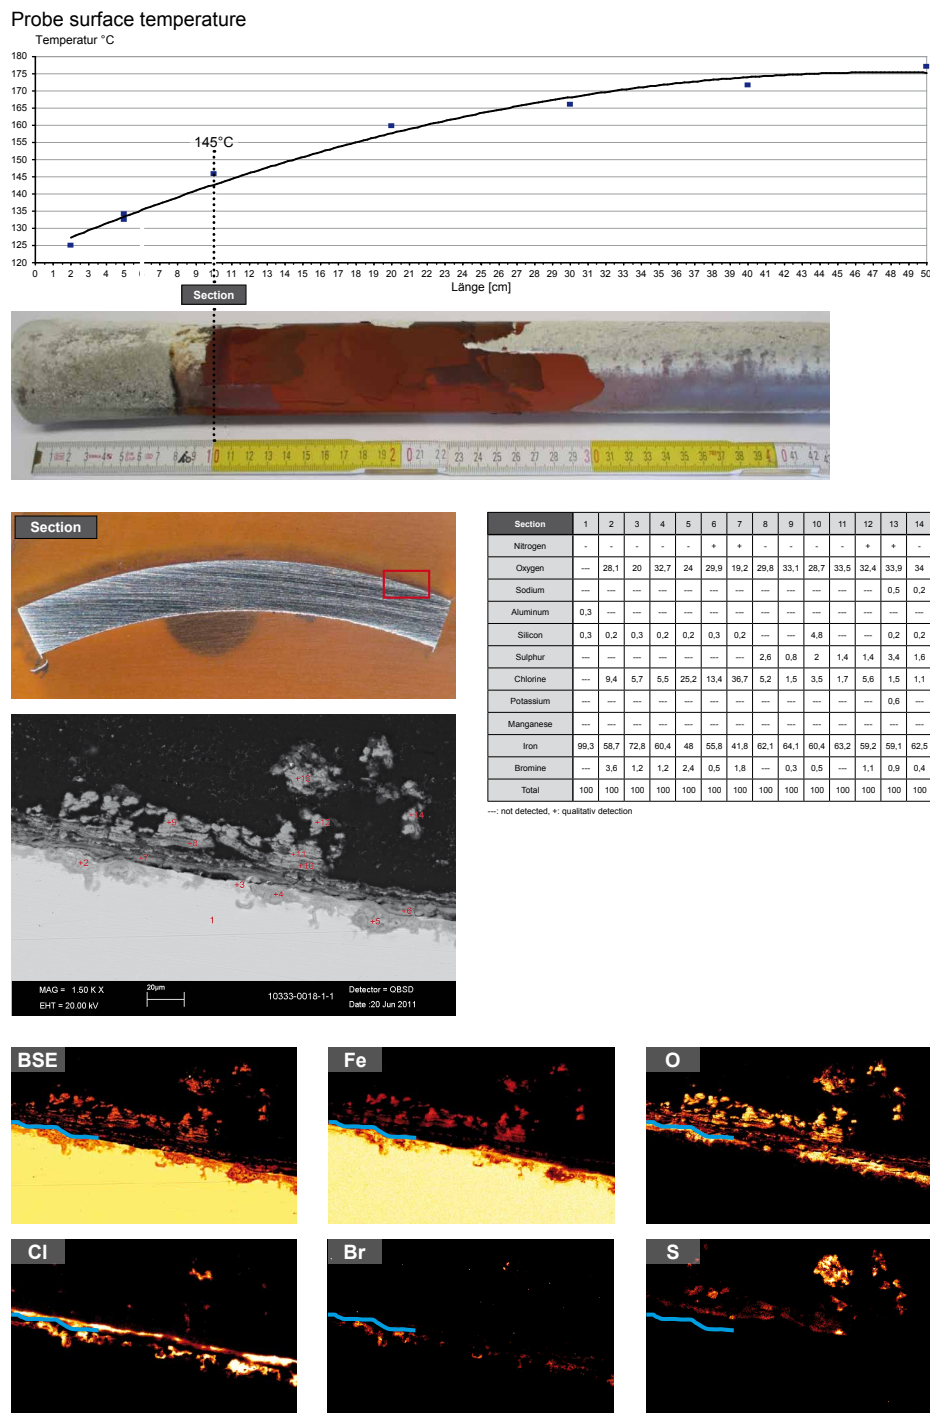 Probe surface temperature
Temperatur °C
180
175
170
165
160
155
150
145
140
135
130
125
120
145°C
0 2 3 4 5 7 8 9 10 11 12 13 14 15 16 17 18 19 20 21 22 23 24 25 26 27 28 29 30 31 32 33 34 35 36 37 38 39 40 41 42 43 44 45 46 47 48 49 50
Länge [cm]
Section
Section
Section 1 2 3 4 5 6 7 8 9 10 11 12 13 14
Nitrogen - - - - - + + - - - - + + -
Oxygen --- 28,1 20 32,7 24 29,9 19,2 29,8 33,1 28,7 33,5 32,4 33,9 34
Sodium --- --- --- --- --- --- --- --- --- --- --- --- 0,5 0,2
Aluminum 0,3 --- --- --- --- --- --- --- --- --- --- --- --- ---
Silicon 0,3 0,2 0,3 0,2 0,2 0,3 0,2 --- --- 4,8 --- --- 0,2 0,2
Sulphur --- --- --- --- --- --- --- 2,6 0,8 2 1,4 1,4 3,4 1,6
Chlorine --- 9,4 5,7 5,5 25,2 13,4 36,7 5,2 1,5 3,5 1,7 5,6 1,5 1,1
Potassium --- --- --- --- --- --- --- --- --- --- --- --- 0,6 ---
Manganese --- --- --- --- --- --- --- --- --- --- --- --- --- ---
Iron 99,3 58,7 72,8 60,4 48 55,8 41,8 62,1 64,1 60,4 63,2 59,2 59,1 62,5
Bromine --- 3,6 1,2 1,2 2,4 0,5 1,8 --- 0,3 0,5 --- 1,1 0,9 0,4
Total 100 100 100 100 100 100 100 100 100 100 100 100 100 100
---: not detected, +: qualitativ detection
+2
+3
+4
+5
+6
1
MAG = 1.50 K X
EHT = 20.00 kV
20µm
10333-0018-1-1
Detector = QBSD
Date :20 Jun 2011
BSE
Fe
O
Cl
Br
S